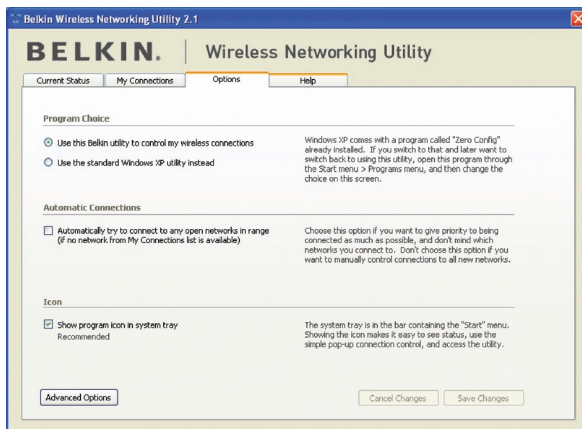 Belkin Wireless Networking Utility 2.1
BELKIN. Wireless Networking Utility
Current Status My Connections Options Help
Program Choice
Use this Belkin utility to control my wireless connections
Use the standard Windows XP utility instead
Windows XP comes with a program called "Zero Config"
already installed. If you switch to that and later want to
switch back to using this utility, open this program through
the Start menu > Programs menu, and then change the
choice on this screen.
Automatic Connections
Automatically try to connect to any open networks in range
(if no network from My Connections list is available)
Choose this option if you want to give priority to being
connected as much as possible, and don't mind which
networks you connect to. Don't choose this option if you
want to manually control connections to all new networks.
Icon
Show program icon in system tray
Recommended
The system tray is in the bar containing the "Start" menu.
Showing the icon makes it easy to see status, use the
simple pop-up connection control, and access the utility.
Advanced Options Cancel Changes Save Changes